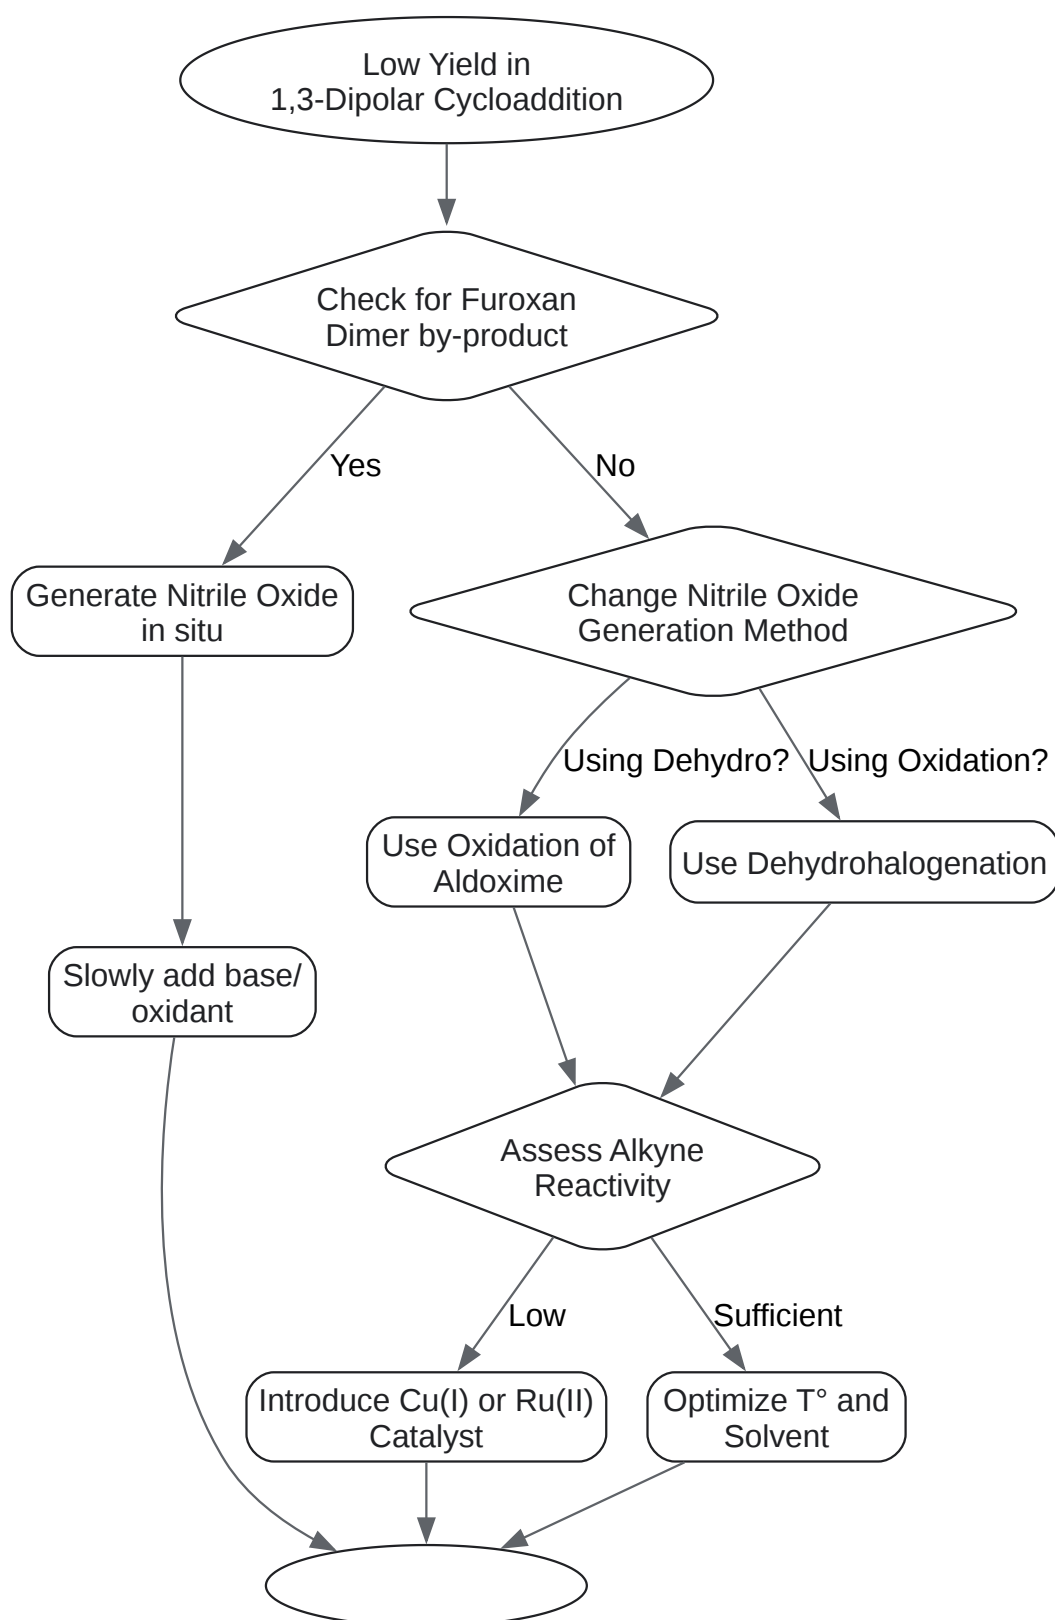 Low Yield in
1,3-Dipolar Cycloaddition
Check for Furoxan
Dimer by-product
Yes
No
Generate Nitrile Oxide
in situ
Change Nitrile Oxide
Generation Method
Using Dehydro?
Using Oxidation?
Use Oxidation of
Aldoxime
Use Dehydrohalogenation
Slowly add base/
oxidant
Assess Alkyne
Reactivity
Low
Sufficient
Introduce Cu(I) or Ru(II)
Catalyst
Optimize T° and
Solvent